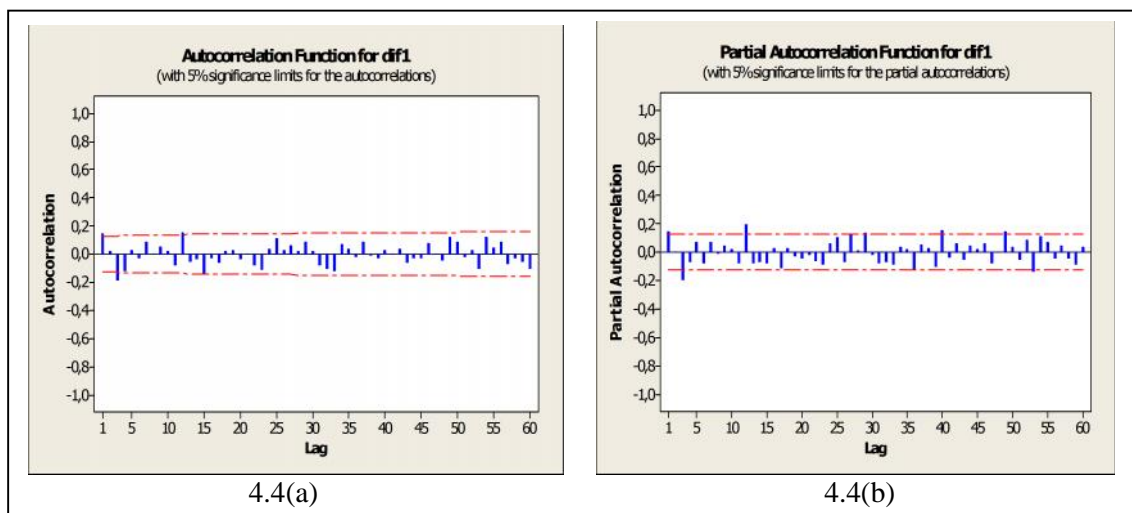 Autocorrelation Function for dif1
(with 5% significance limits for the autocorrelations)
1,0
0,8
0,6
0,4
0,2
0,0
-0,2
-0,4
-0,6
-0,8
-1,0
Autocorrelation
1 5 10 15 20 25 30 35 40 45 50 55 60
Lag
4.4(a)
Partial Autocorrelation Function for dif1
(with 5% significance limits for the partial autocorrelations)
1,0
0,8
0,6
0,4
0,2
0,0
-0,2
-0,4
-0,6
-0,8
-1,0
Partial Autocorrelation
1 5 10 15 20 25 30 35 40 45 50 55 60
Lag
4.4(b)